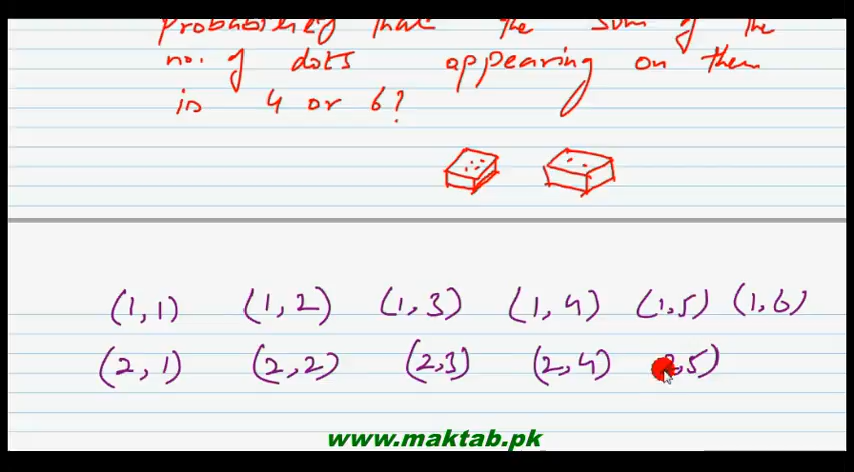 probability that the sum of the
no. of dots appearing on them
is 4 or 6?
(1,1) (1,2) (1,3) (1,4) (1,5) (1,6)
(2,1) (2,2) (2,3) (2,4) ,5)
www.maktab.pk